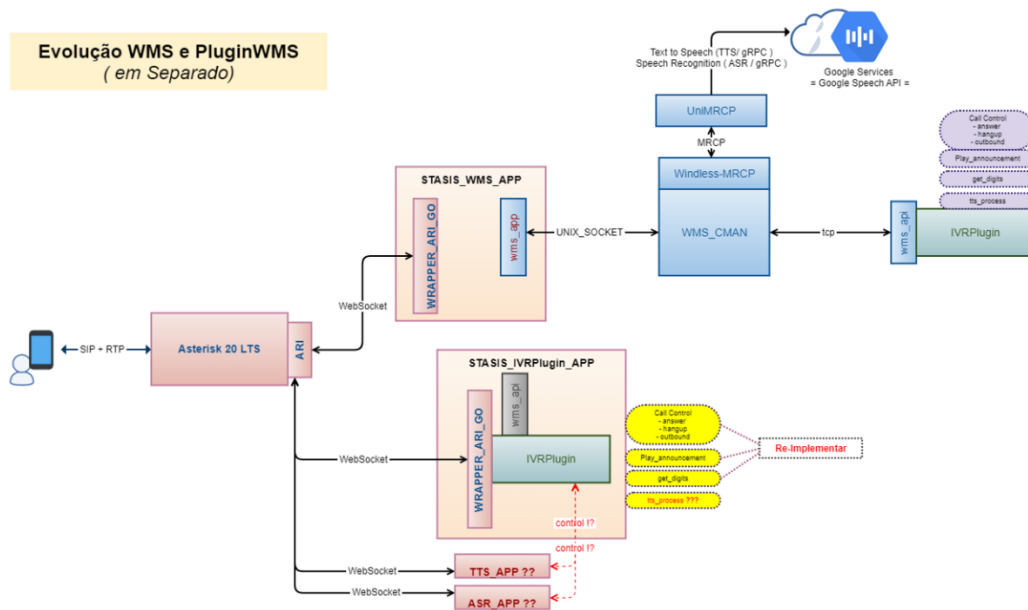 Evolução WMS e PluginWMS
( em Separado)
Text to Speech (TTS/ gRPC )
Speech Recognition ( ASR / gRPC )
Google Services
= Google Speech API =
UniMRCP
MRCP
Windless-MRCP
WMS_CMAN
Call Control
- answer
- hangup
- outbound
Play_announcement
get_digits
tts_process
wms_api
IVRPlugin
tcp
UNIX_SOCKET
STASIS_WMS_APP
WRAPPER_ARI_GO
wms_app
WebSocket
SIP + RTP
Asterisk 20 LTS
ARI
STASIS_IVRPlugin_APP
WRAPPER_ARI_GO
wms_api
IVRPlugin
WebSocket
Call Control
- answer
- hangup
- outbound
Play_announcement
get_digits
tts_process ???
Re-Implementar
control !?
control !?
WebSocket
TTS_APP ??
WebSocket
ASR_APP ??